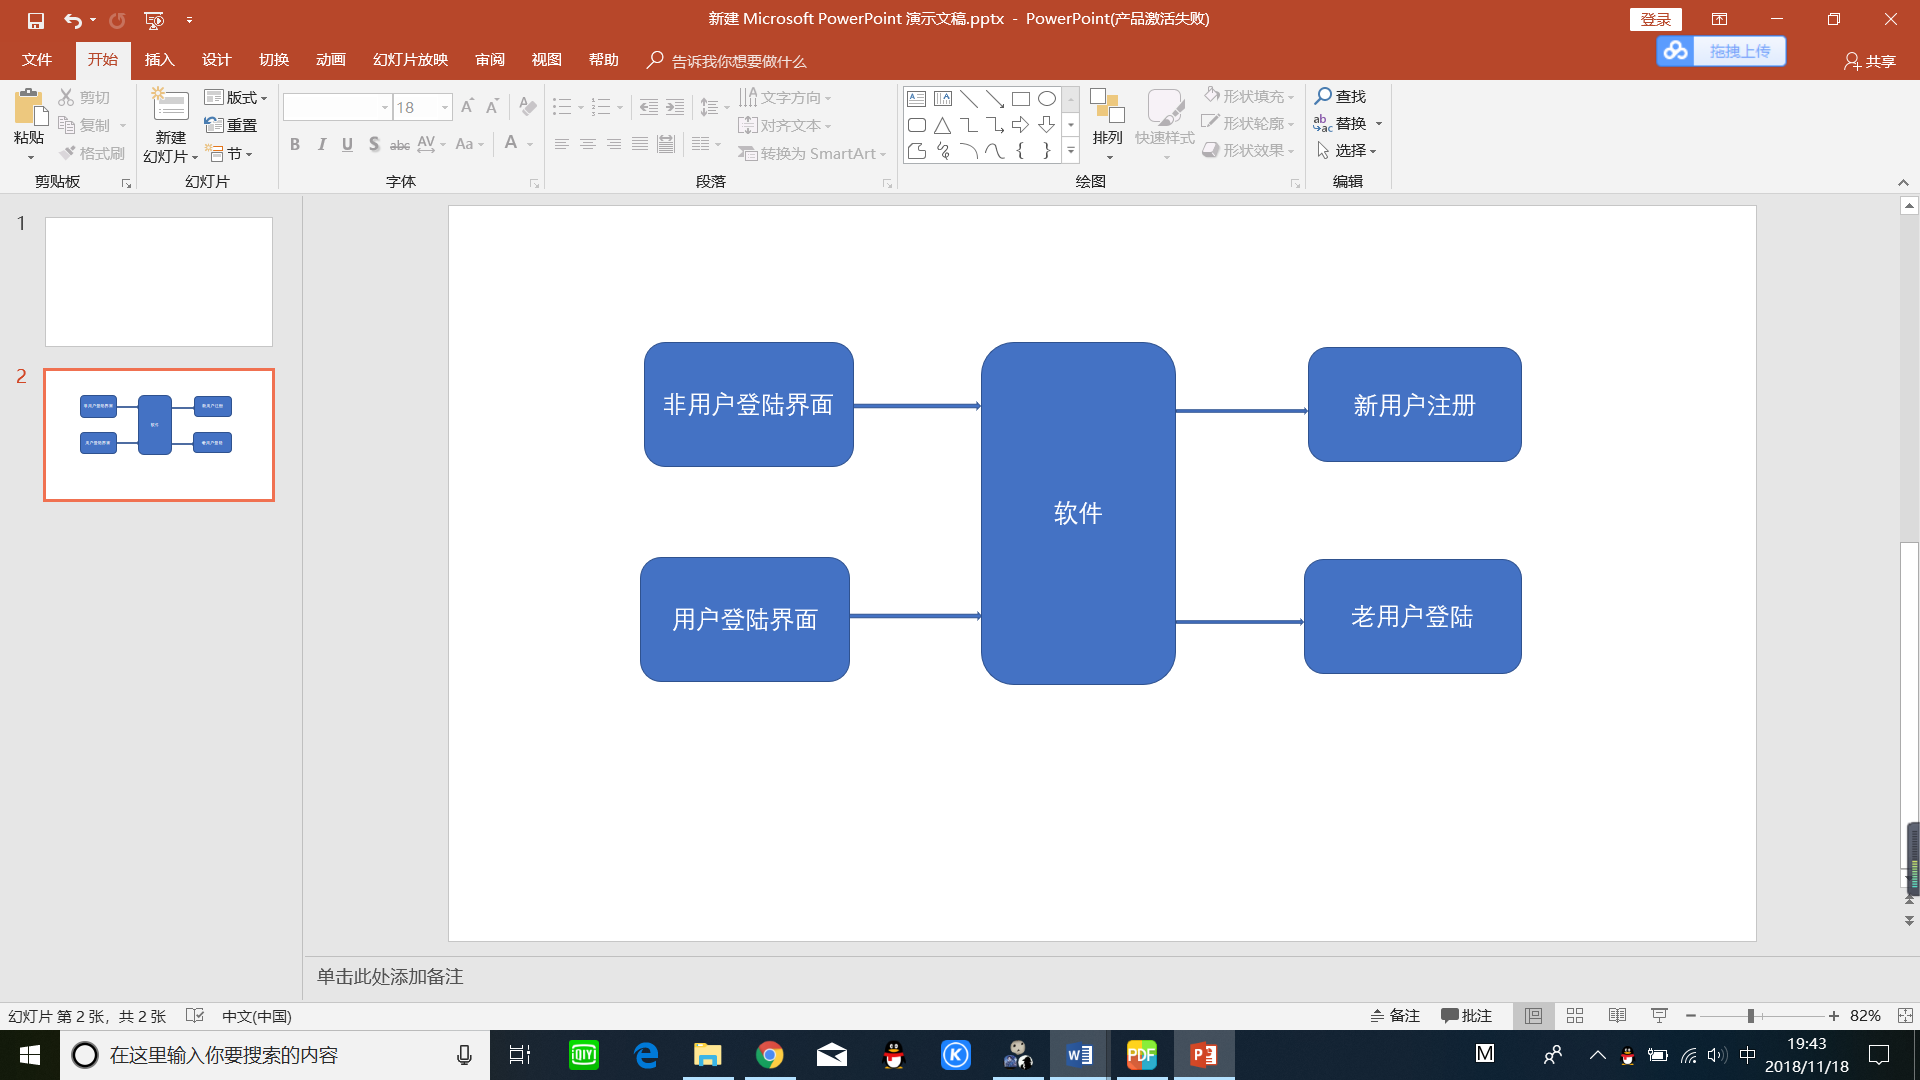 新建 Microsoft PowerPoint 演示文稿.pptx - PowerPoint(产品激活失败)
登录
文件 开始 插入 设计 切换 动画 幻灯片放映 审阅 视图 帮助 告诉我你想要做什么
拖拽上传
共享
粘贴
剪切
复制
格式刷
剪贴板
新建
幻灯片
版式
重置
节
幻灯片
18
B I U S abc AV Aa A
字体
文字方向
对齐文本
转换为 SmartArt
段落
排列
快速样式
形状填充
形状轮廓
形状效果
绘图
查找
替换
选择
编辑
1
2
非用户登陆界面
用户登陆界面
软件
新用户注册
老用户登陆
单击此处添加备注
幻灯片 第 2 张，共 2 张 中文(中国)
备注 批注 82%
在这里输入你要搜索的内容
中
19:43
2018/11/18